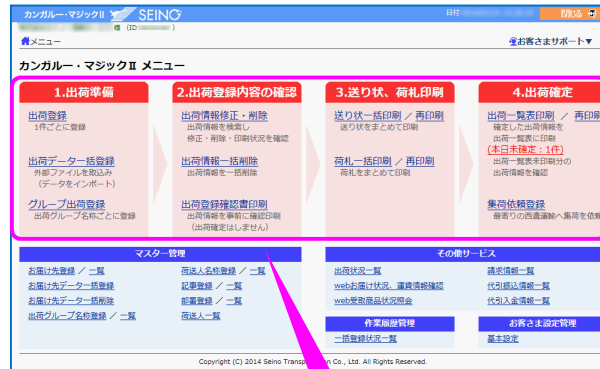 カンガルー・マジックⅡ SEINO 日付 閉じる
様 (ID: )
メニュー お客さまサポート▼
カンガルー・マジックⅡ メニュー
1.出荷準備 2.出荷登録内容の確認 3.送り状、荷札印刷 4.出荷確定
出荷登録 出荷情報修正・削除 送り状一括印刷 / 再印刷 出荷一覧表印刷 / 再印刷
1件ごとに登録 出荷情報を検索し 送り状をまとめて印刷 確定した出荷情報を
修正・削除・印刷状況を確認 出荷一覧表に印刷
(本日未確定:1件)
出荷データー括登録 出荷情報一括削除 荷札一括印刷 / 再印刷 出荷一覧表未印刷分の
外部ファイルを取込み 出荷情報を一括削除 荷札をまとめて印刷 出荷情報を確認
(データをインポート)
グループ出荷登録 出荷登録確認書印刷 集荷依頼登録
出荷グループ名称ごとに登録 出荷情報を事前に確認印刷 最寄りの西濃運輸へ集荷を依頼
(出荷確定はしません)
マスター管理 その他サービス
お届け先登録 / 一覧 荷送人名称登録 / 一覧 出荷状況一覧 請求情報一覧
お届け先データー括登録 記事登録 / 一覧 webお届け状況、運賃情報確認 代引振込情報一覧
お届け先データー括削除 部署登録 / 一覧 web受取商品状況照会 代引入金情報一覧
出荷グループ名称登録 / 一覧 荷送人一覧
作業履歴管理 お客さま設定管理
一括登録状況一覧 基本設定
Copyright (C) 2014 Seino Transp n Co., Ltd. All Rights Reserved.